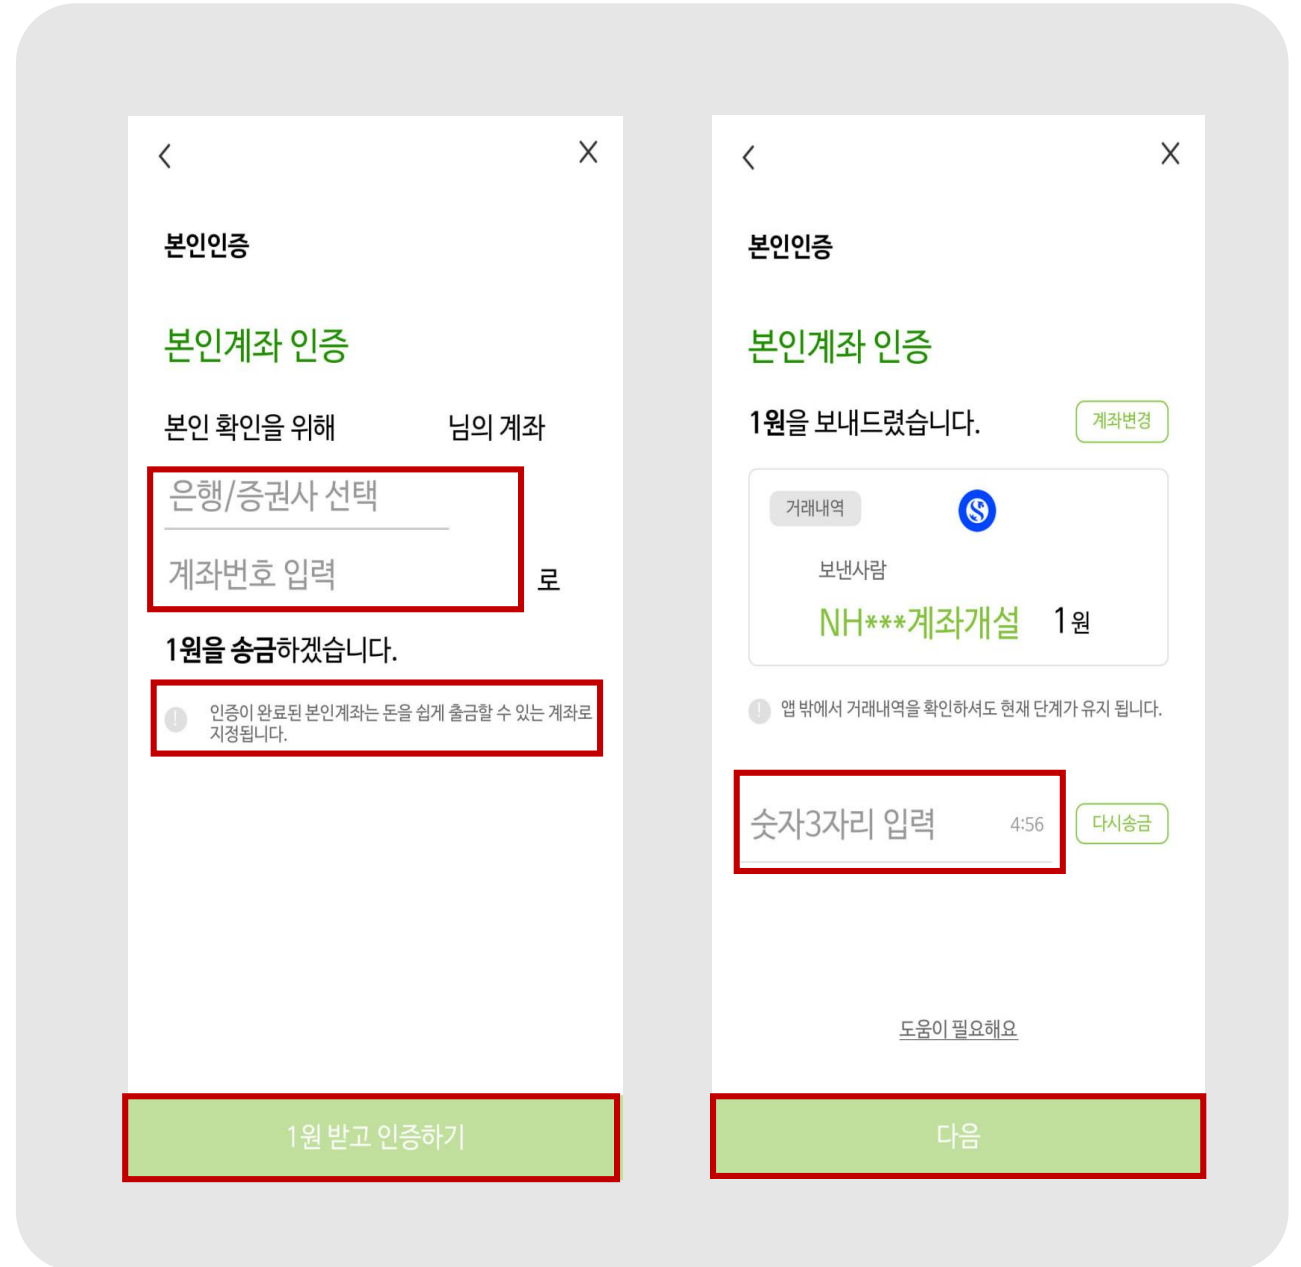 본인인증
본인계좌 인증
본인 확인을 위해 님의 계좌
은행/증권사 선택
계좌번호 입력 로
1원을 송금하겠습니다.
인증이 완료된 본인계좌는 돈을 쉽게 출금할 수 있는 계좌로
지정됩니다.
1원 받고 인증하기
본인인증
본인계좌 인증
1원을 보내드렸습니다. 계좌변경
거래내역
보낸사람
NH***계좌개설 1원
앱 밖에서 거래내역을 확인하셔도 현재 단계가 유지 됩니다.
숫자3자리 입력 4:56 다시송금
도움이 필요해요
다음